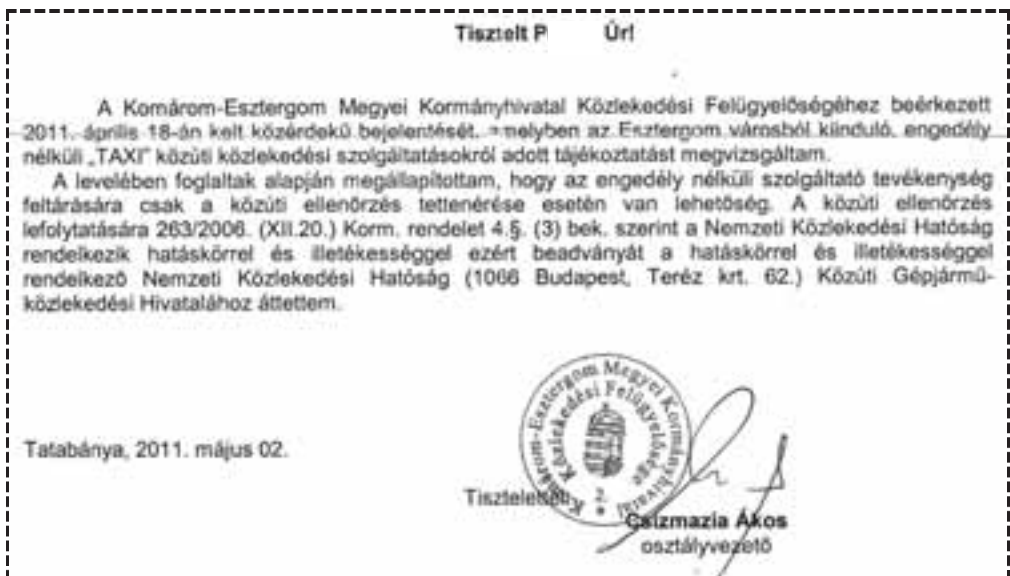 Tisztelt P Úr!
A Komárom-Esztergom Megyei Kormányhivatal Közlekedési Felügyelőségéhez beérkezett
2011. április 18-án kelt közérdekű bejelentését, amelyben az Esztergom városból kiinduló, engedély
nélküli „TAXI” közúti közlekedési szolgáltatásokról adott tájékoztatást megvizsgáltam.
A levelében foglaltak alapján megállapítottam, hogy az engedély nélküli szolgáltató tevékenység
feltárására csak a közúti ellenőrzés tettenérése esetén van lehetőség. A közúti ellenőrzés
lefolytatására 263/2006. (XII.20.) Korm. rendelet 4.§. (3) bek. szerint a Nemzeti Közlekedési Hatóság
rendelkezik hatáskörrel és illetékességgel ezért beadványát a hatáskörrel és illetékességgel
rendelkező Nemzeti Közlekedési Hatóság (1066 Budapest, Teréz krt. 62.) Közúti Gépjármű-
közlekedési Hivatalához áttettem.
Komárom-Esztergom Megyei Kormányhivatal
Közlekedési Felügyelősége
2.
Tatabánya, 2011. május 02.
Tisztelettel:
Csizmazia Ákos
osztályvezető